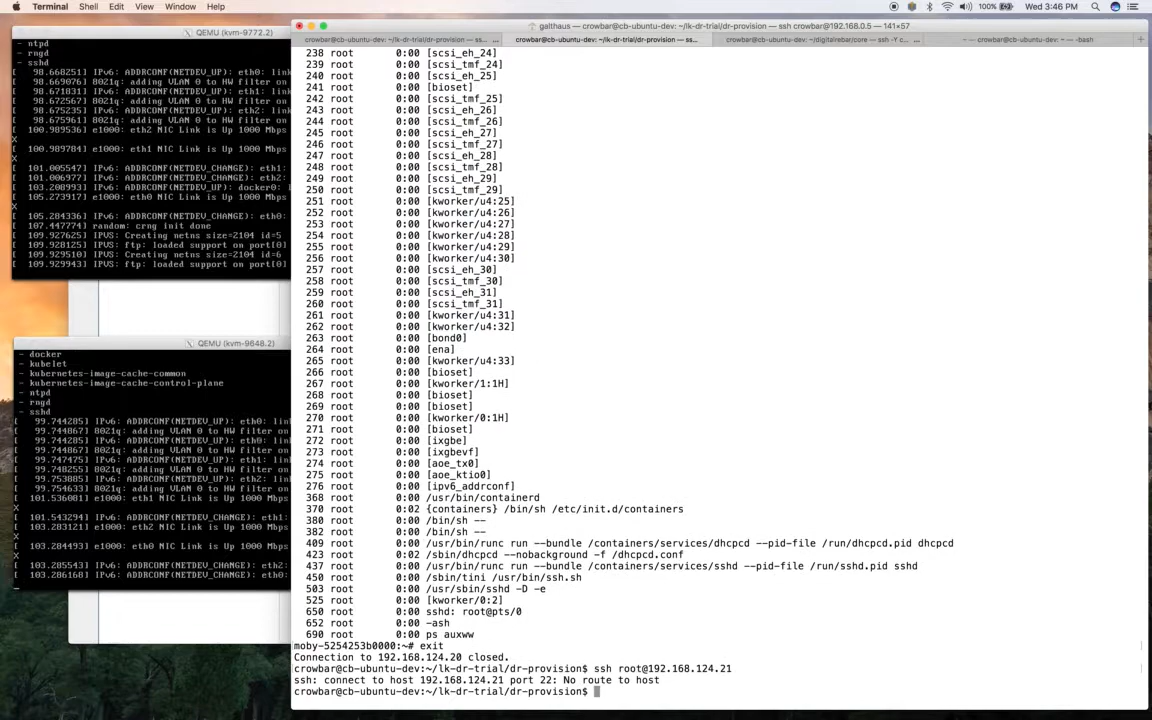 Terminal Shell Edit View Window Help
100% Wed 3:46 PM
QEMU (kvm-9772.2)
- ntpd
- rngd
- sshd
[ 98.668251] IPv6: ADDRCONF(NETDEV_UP): eth0: link
[ 98.669076] 8021q: adding VLAN 0 to HW filter on
[ 98.671831] IPv6: ADDRCONF(NETDEV_UP): eth1: link
[ 98.672567] 8021q: adding VLAN 0 to HW filter on
[ 98.675235] IPv6: ADDRCONF(NETDEV_UP): eth2: link
[ 98.675961] 8021q: adding VLAN 0 to HW filter on
[ 100.989536] e1000: eth2 NIC Link is Up 1000 Mbps
X
[ 100.989784] e1000: eth1 NIC Link is Up 1000 Mbps
X
[ 101.005547] IPv6: ADDRCONF(NETDEV_CHANGE): eth1:
[ 101.006977] IPv6: ADDRCONF(NETDEV_CHANGE): eth2:
[ 103.208993] IPv6: ADDRCONF(NETDEV_UP): docker0: l
[ 105.273917] e1000: eth0 NIC Link is Up 1000 Mbps
X
[ 105.284336] IPv6: ADDRCONF(NETDEV_CHANGE): eth0:
[ 107.447774] random: crng init done
[ 109.927625] IPVS: Creating netns size=2104 id=5
[ 109.928125] IPVS: ftp: loaded support on port[0]
[ 109.929510] IPVS: Creating netns size=2104 id=6
[ 109.929943] IPVS: ftp: loaded support on port[0]
QEMU (kvm-9648.2)
- docker
- kubelet
- kubernetes-image-cache-common
- kubernetes-image-cache-control-plane
- ntpd
- rngd
- sshd
[ 99.744285] IPv6: ADDRCONF(NETDEV_UP): eth0: link
[ 99.744867] 8021q: adding VLAN 0 to HW filter on
[ 99.744285] IPv6: ADDRCONF(NETDEV_UP): eth0: link
[ 99.744867] 8021q: adding VLAN 0 to HW filter on
[ 99.747475] IPv6: ADDRCONF(NETDEV_UP): eth1: link
[ 99.748255] 8021q: adding VLAN 0 to HW filter on
[ 99.753885] IPv6: ADDRCONF(NETDEV_UP): eth2: link
[ 99.754633] 8021q: adding VLAN 0 to HW filter on
[ 101.536081] e1000: eth1 NIC Link is Up 1000 Mbps
X
[ 101.543294] IPv6: ADDRCONF(NETDEV_CHANGE): eth1:
[ 103.283121] e1000: eth2 NIC Link is Up 1000 Mbps
X
[ 103.284493] e1000: eth0 NIC Link is Up 1000 Mbps
X
[ 103.285543] IPv6: ADDRCONF(NETDEV_CHANGE): eth2:
[ 103.286168] IPv6: ADDRCONF(NETDEV_CHANGE): eth0:
galthaus — crowbar@cb-ubuntu-dev: ~/lk-dr-trial/dr-provision — ssh crowbar@192.168.0.5 — 141×57
crowbar@cb-ubuntu-dev: ~/lk-dr-trial/dr-provision — ss...
crowbar@cb-ubuntu-dev: ~/lk-dr-trial/dr-provision — ss...
crowbar@cb-ubuntu-dev: ~/digitalrebar/core — ssh -Y c...
~ — crowbar@cb-ubuntu-dev: ~ — -bash
238 root 0:00 [scsi_eh_24]
239 root 0:00 [scsi_tmf_24]
240 root 0:00 [scsi_eh_25]
241 root 0:00 [bioset]
242 root 0:00 [scsi_tmf_25]
243 root 0:00 [scsi_eh_26]
244 root 0:00 [scsi_tmf_26]
245 root 0:00 [scsi_eh_27]
246 root 0:00 [scsi_tmf_27]
247 root 0:00 [scsi_eh_28]
248 root 0:00 [scsi_tmf_28]
249 root 0:00 [scsi_eh_29]
250 root 0:00 [scsi_tmf_29]
251 root 0:00 [kworker/u4:25]
252 root 0:00 [kworker/u4:26]
253 root 0:00 [kworker/u4:27]
254 root 0:00 [kworker/u4:28]
255 root 0:00 [kworker/u4:29]
256 root 0:00 [kworker/u4:30]
257 root 0:00 [scsi_eh_30]
258 root 0:00 [scsi_tmf_30]
259 root 0:00 [scsi_eh_31]
260 root 0:00 [scsi_tmf_31]
261 root 0:00 [kworker/u4:31]
262 root 0:00 [kworker/u4:32]
263 root 0:00 [bond0]
264 root 0:00 [ena]
265 root 0:00 [kworker/u4:33]
266 root 0:00 [bioset]
267 root 0:00 [kworker/1:1H]
268 root 0:00 [bioset]
269 root 0:00 [bioset]
270 root 0:00 [kworker/0:1H]
271 root 0:00 [bioset]
272 root 0:00 [ixgbe]
273 root 0:00 [ixgbevf]
274 root 0:00 [aoe_tx0]
275 root 0:00 [aoe_ktio0]
276 root 0:00 [ipv6_addrconf]
368 root 0:00 /usr/bin/containerd
370 root 0:02 {containers} /bin/sh /etc/init.d/containers
380 root 0:00 /bin/sh --
382 root 0:00 /bin/sh --
409 root 0:00 /usr/bin/runc run --bundle /containers/services/dhcpcd --pid-file /run/dhcpcd.pid dhcpcd
423 root 0:02 /sbin/dhcpcd --nobackground -f /dhcpcd.conf
437 root 0:00 /usr/bin/runc run --bundle /containers/services/sshd --pid-file /run/sshd.pid sshd
450 root 0:00 /sbin/tini /usr/bin/ssh.sh
503 root 0:00 /usr/sbin/sshd -D -e
525 root 0:00 [kworker/0:2]
650 root 0:00 sshd: root@pts/0
652 root 0:00 -ash
690 root 0:00 ps auxww
moby-5254253b0000:~# exit
Connection to 192.168.124.20 closed.
crowbar@cb-ubuntu-dev:~/lk-dr-trial/dr-provision$ ssh root@192.168.124.21
ssh: connect to host 192.168.124.21 port 22: No route to host
crowbar@cb-ubuntu-dev:~/lk-dr-trial/dr-provision$